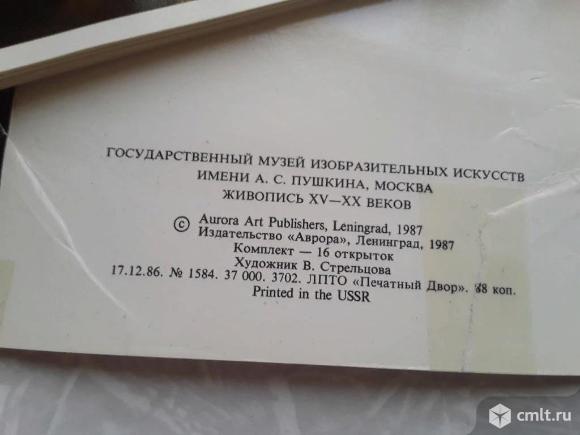 ГОСУДАРСТВЕННЫЙ МУЗЕЙ ИЗОБРАЗИТЕЛЬНЫХ ИСКУССТВ
ИМЕНИ А. С. ПУШКИНА, МОСКВА
ЖИВОПИСЬ XV—XX ВЕКОВ
© Aurora Art Publishers, Leningrad, 1987
Издательство «Аврора», Ленинград, 1987
Комплект — 16 открыток
Художник В. Стрельцова
17.12.86. № 1584. 37 000. 3702. ЛПТО «Печатный Двор». 88 коп.
Printed in the USSR
cmlt.ru